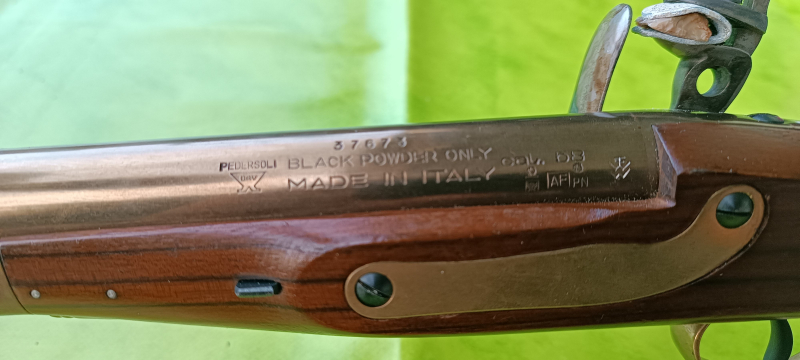 37673
PEDERSOLI BLACK POWDER ONLY cal. 58
MADE IN ITALY AF PN